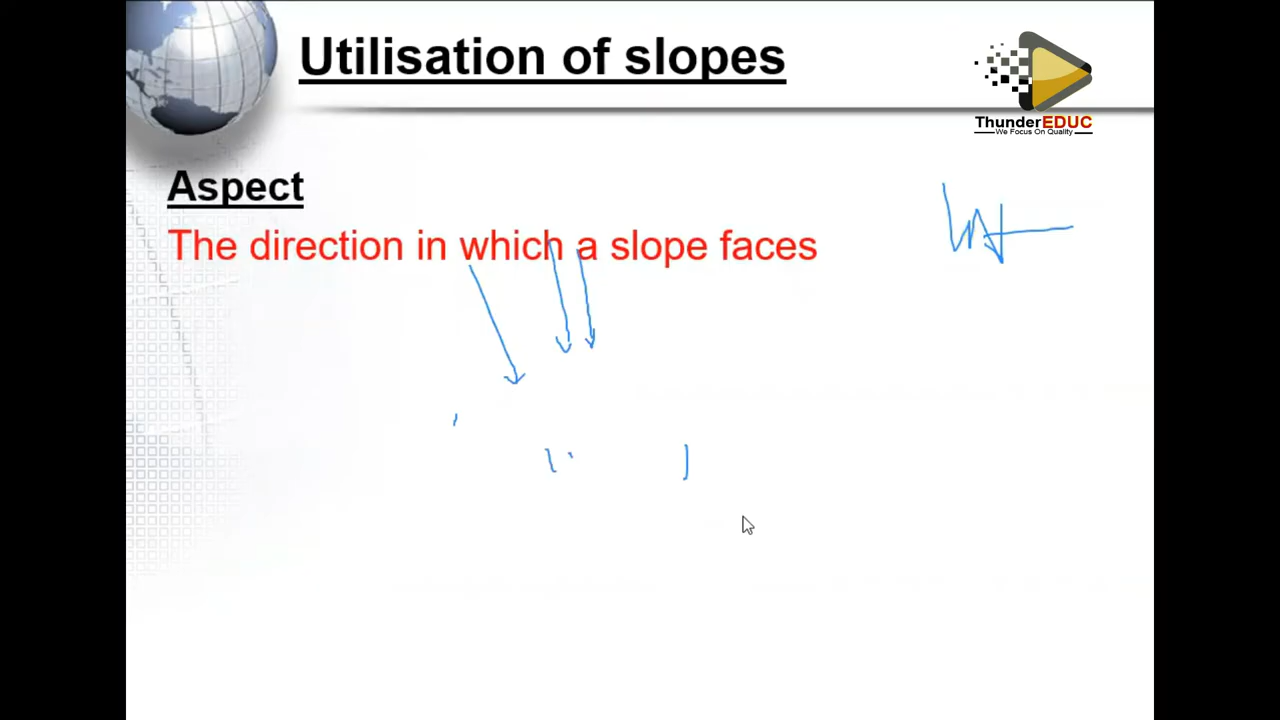 Utilisation of slopes
ThunderEDUC
We Focus On Quality
Aspect
The direction in which a slope faces